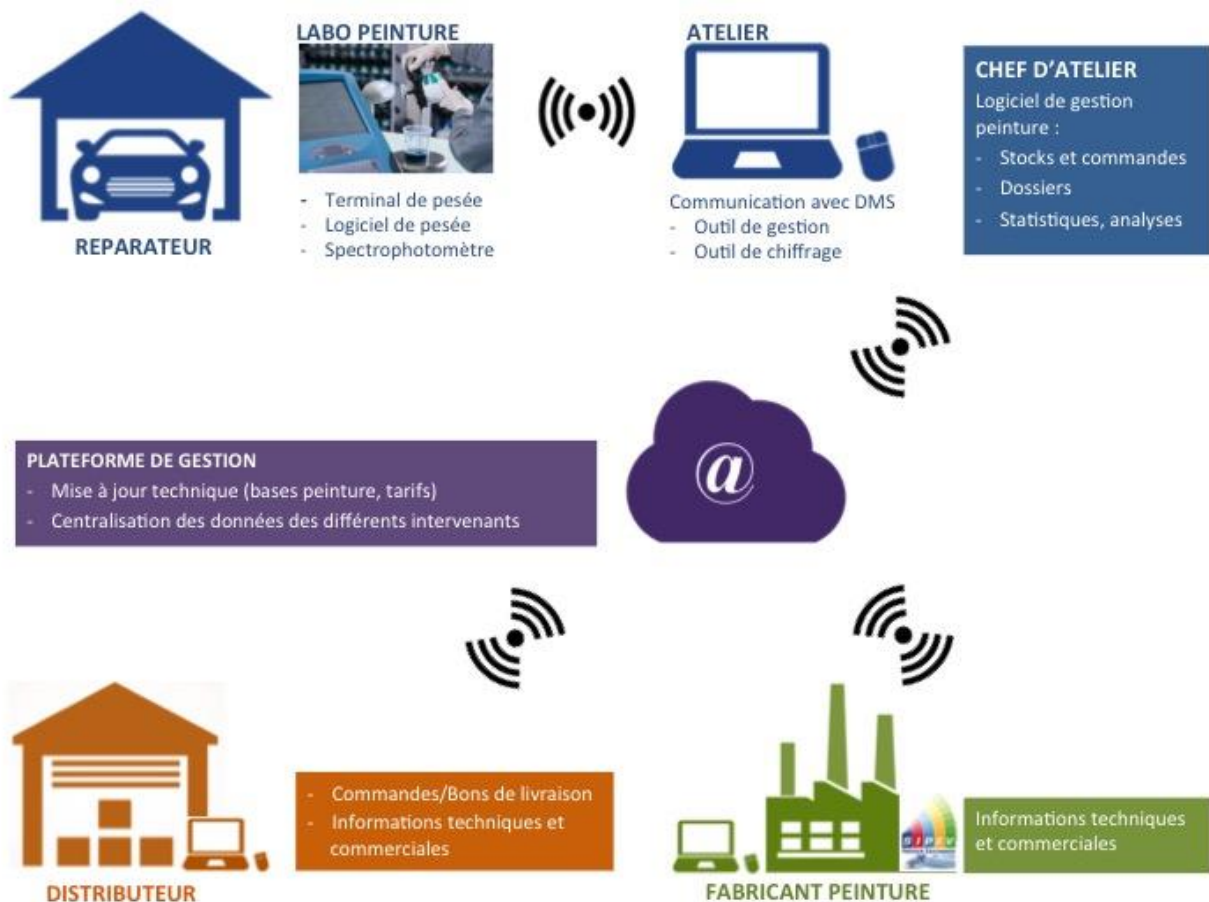 LABO PEINTURE
ATELIER
CHEF D'ATELIER
Logiciel de gestion
peinture :
- Stocks et commandes
- Dossiers
- Statistiques, analyses
- Terminal de pesée
- Logiciel de pesée
- Spectrophotomètre
Communication avec DMS
- Outil de gestion
- Outil de chiffrage
REPARATEUR
PLATEFORME DE GESTION
- Mise à jour technique (bases peinture, tarifs)
- Centralisation des données des différents intervenants
@
- Commandes/Bons de livraison
- Informations techniques et
commerciales
SIPEV
Informations techniques
et commerciales
DISTRIBUTEUR
FABRICANT PEINTURE